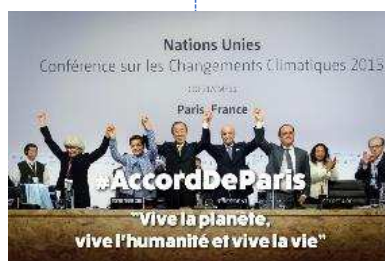 Nations Unies
Conférence sur les Changements Climatiques 2015
Paris, France
#AccordDeParis
"Vive la planète,
vive l'humanité et vive la vie"